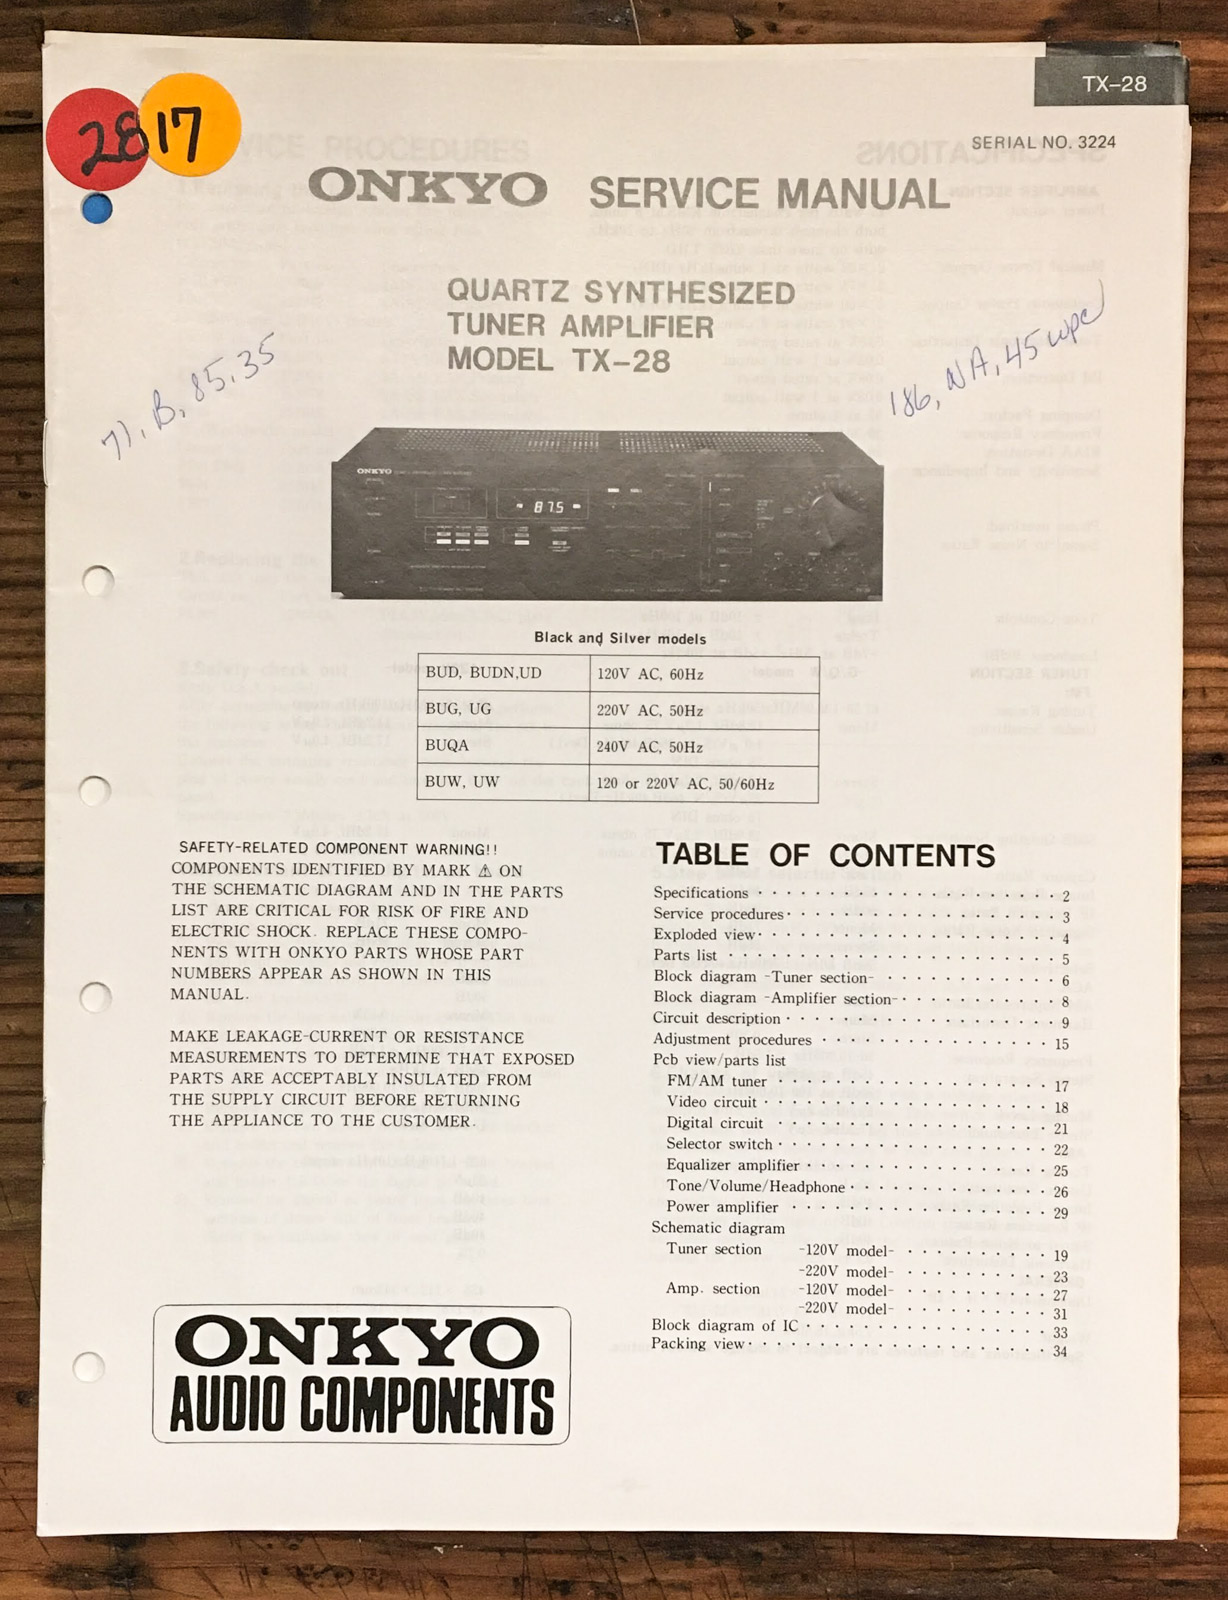 TX-28
SERIAL NO. 3224
2817
ONKYO SERVICE MANUAL
QUARTZ SYNTHESIZED
TUNER AMPLIFIER
MODEL TX-28
71, B, 85, 35
186, NA, 45 wpc
ONKYO
87.5
Black and Silver models
BUD, BUDN,UD 120V AC, 60Hz
BUG, UG 220V AC, 50Hz
BUQA 240V AC, 50Hz
BUW, UW 120 or 220V AC, 50/60Hz
SAFETY-RELATED COMPONENT WARNING!!
COMPONENTS IDENTIFIED BY MARK ⚠ ON
THE SCHEMATIC DIAGRAM AND IN THE PARTS
LIST ARE CRITICAL FOR RISK OF FIRE AND
ELECTRIC SHOCK. REPLACE THESE COMPO-
NENTS WITH ONKYO PARTS WHOSE PART
NUMBERS APPEAR AS SHOWN IN THIS
MANUAL.
MAKE LEAKAGE-CURRENT OR RESISTANCE
MEASUREMENTS TO DETERMINE THAT EXPOSED
PARTS ARE ACCEPTABLY INSULATED FROM
THE SUPPLY CIRCUIT BEFORE RETURNING
THE APPLIANCE TO THE CUSTOMER.
TABLE OF CONTENTS
Specifications 2
Service procedures 3
Exploded view 4
Parts list 5
Block diagram -Tuner section- 6
Block diagram -Amplifier section- 8
Circuit description 9
Adjustment procedures 15
Pcb view/parts list
FM/AM tuner 17
Video circuit 18
Digital circuit 21
Selector switch 22
Equalizer amplifier 25
Tone/Volume/Headphone 26
Power amplifier 29
Schematic diagram
Tuner section -120V model- 19
-220V model- 23
Amp. section -120V model- 27
-220V model- 31
Block diagram of IC 33
Packing view 34
ONKYO
AUDIO COMPONENTS